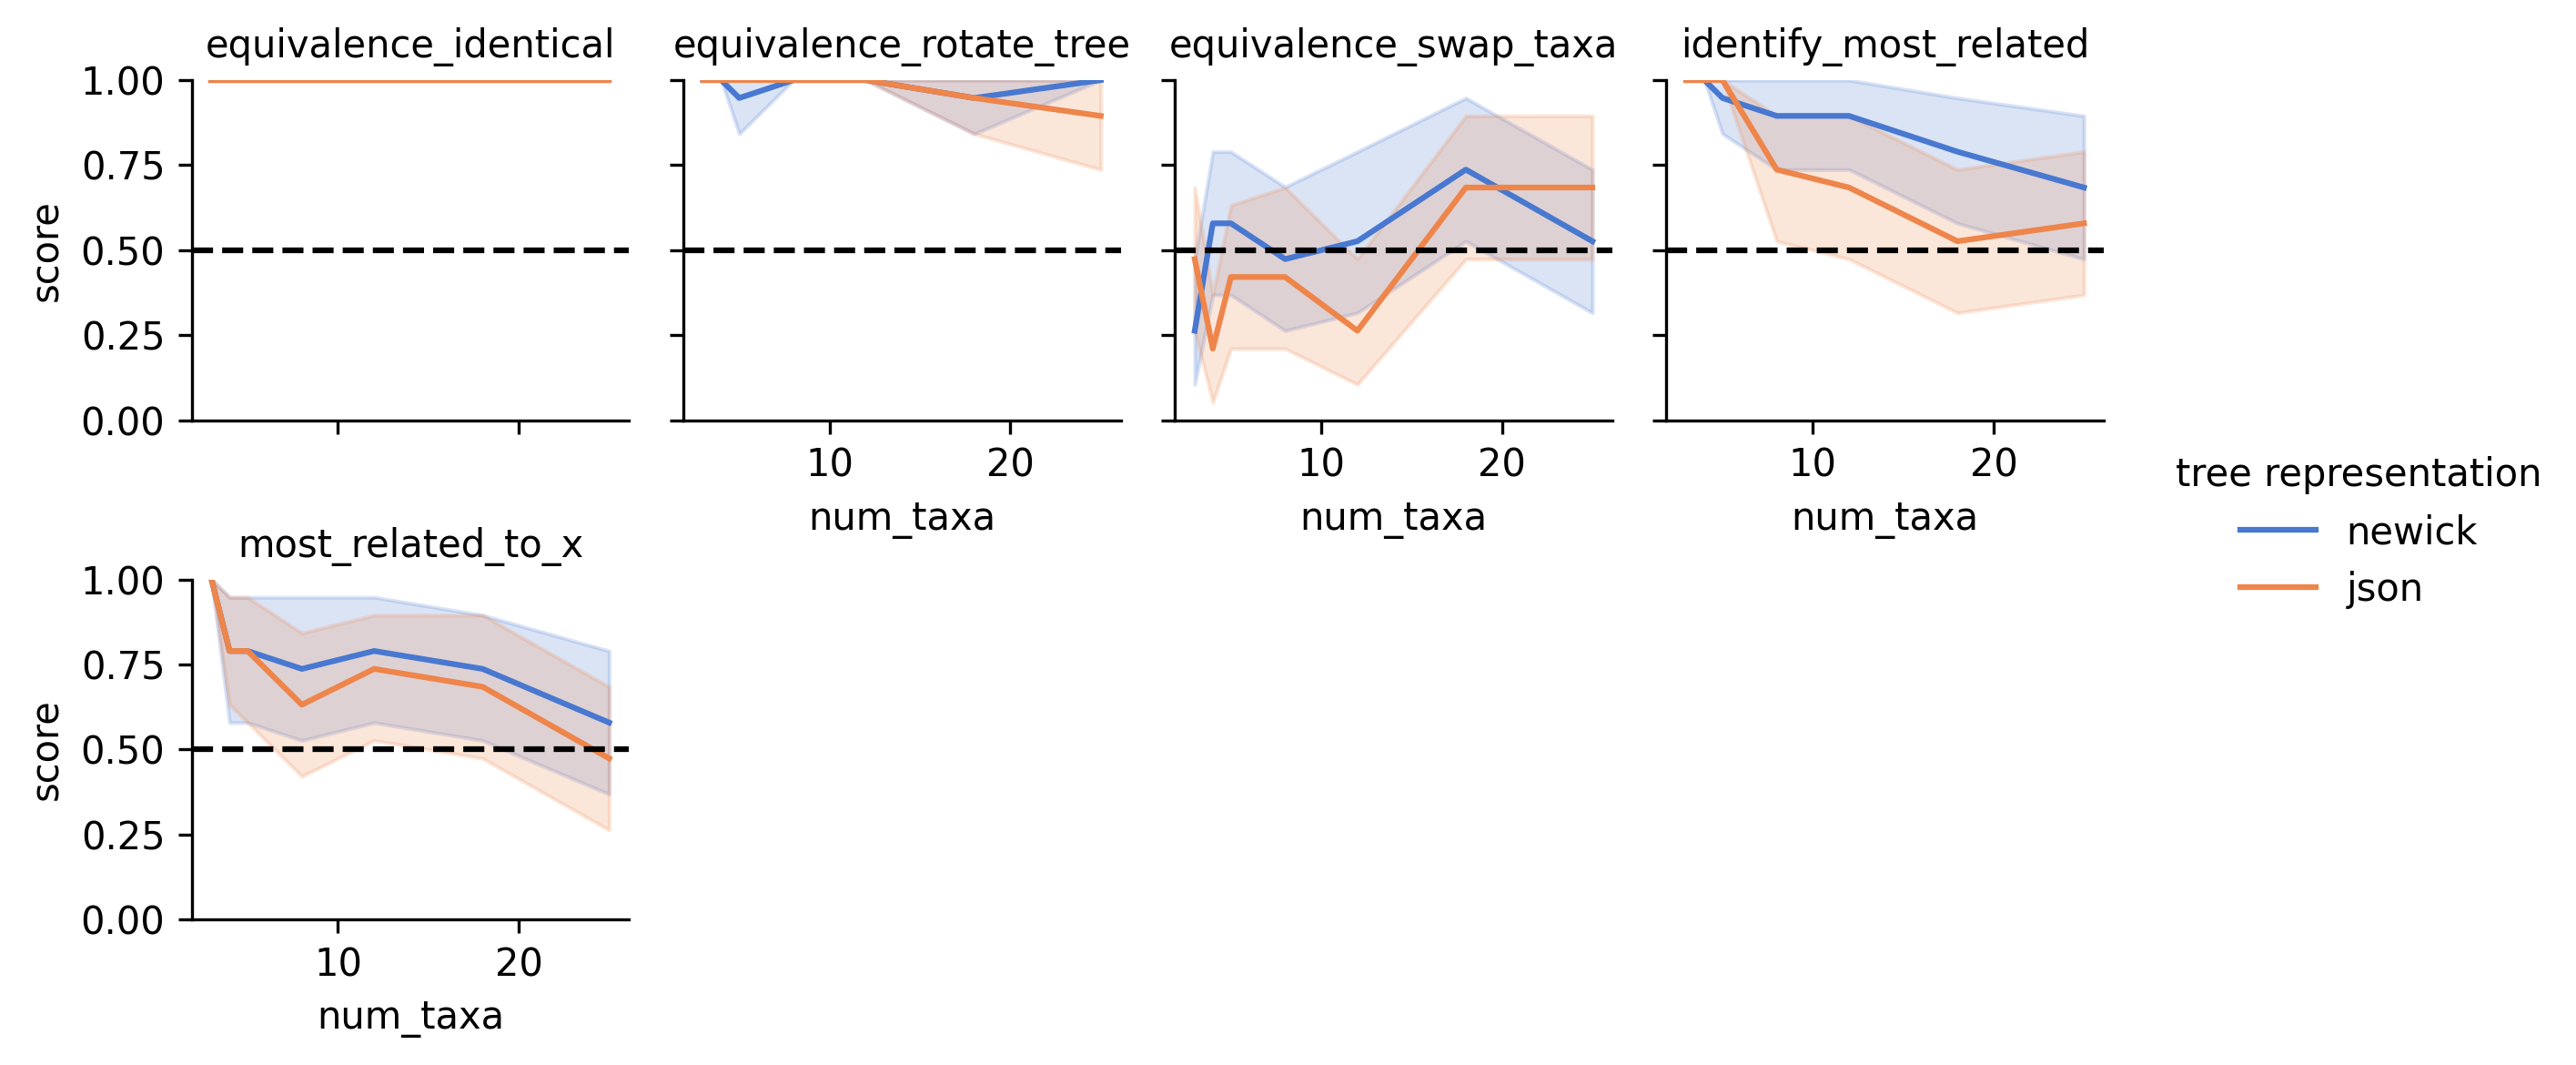 equivalence_identical
equivalence_rotate_tree
equivalence_swap_taxa
identify_most_related
1.00
0.75
0.50
0.25
0.00
score
10 20
num_taxa
10 20
num_taxa
10 20
num_taxa
most_related_to_x
1.00
0.75
0.50
0.25
0.00
score
10 20
num_taxa
tree representation
newick
json